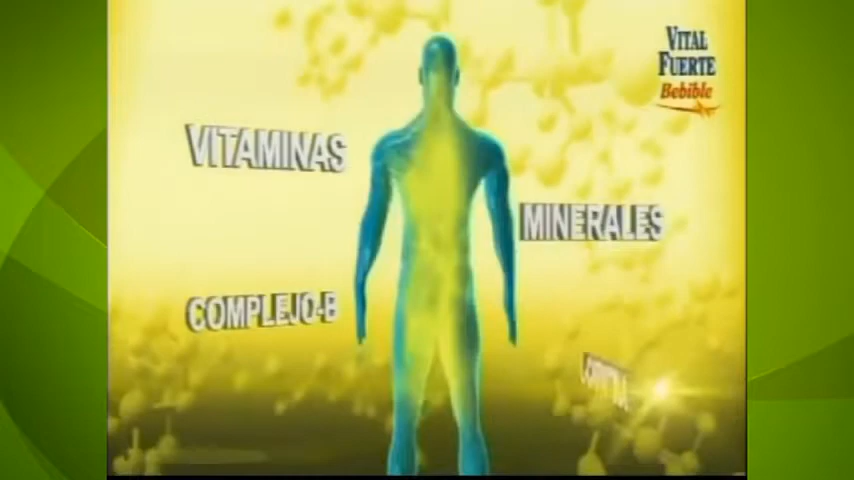 VITAL
FUERTE
Bebible
VITAMINAS
MINERALES
COMPLEJO-B